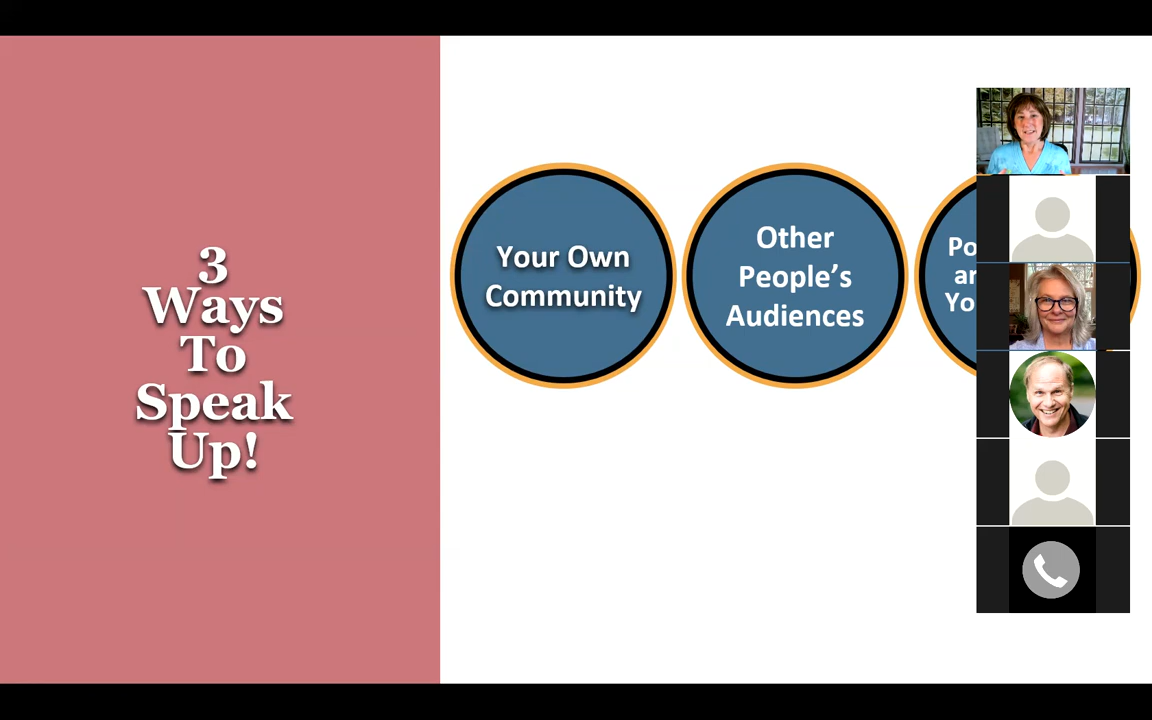 3
Ways
To
Speak
Up!
Your Own
Community
Other
People’s
Audiences